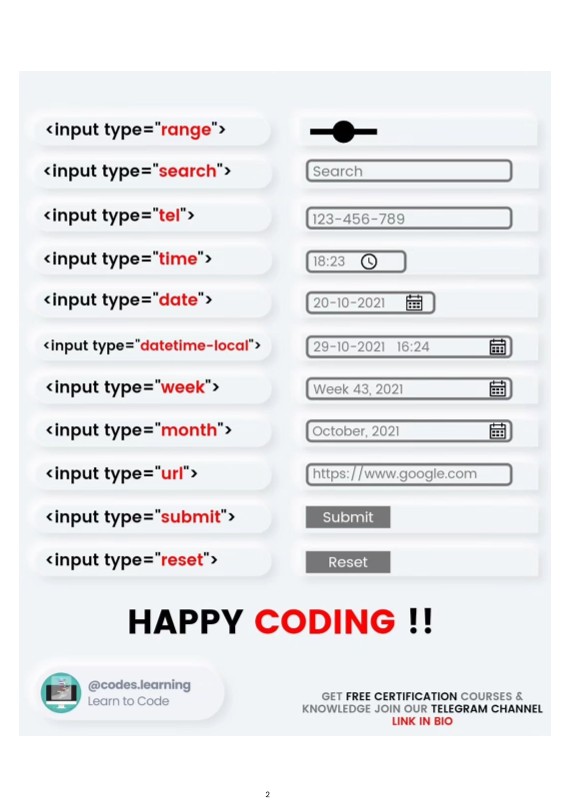 <input type="range">
<input type="search"> Search
<input type="tel"> 123-456-789
<input type="time"> 18:23
<input type="date"> 20-10-2021
<input type="datetime-local"> 29-10-2021 16:24
<input type="week"> Week 43, 2021
<input type="month"> October, 2021
<input type="url"> https://www.google.com
<input type="submit"> Submit
<input type="reset"> Reset
HAPPY CODING !!
@codes.learning
Learn to Code
GET FREE CERTIFICATION COURSES &
KNOWLEDGE JOIN OUR TELEGRAM CHANNEL
LINK IN BIO
2